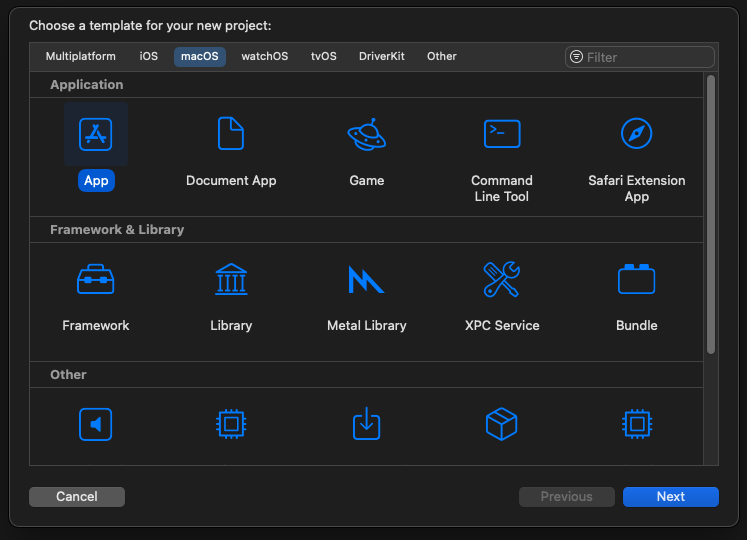 Choose a template for your new project:
Multiplatform iOS macOS watchOS tvOS DriverKit Other Filter
Application
App Document App Game Command Line Tool Safari Extension App
Framework & Library
Framework Library Metal Library XPC Service Bundle
Other
Cancel Previous Next